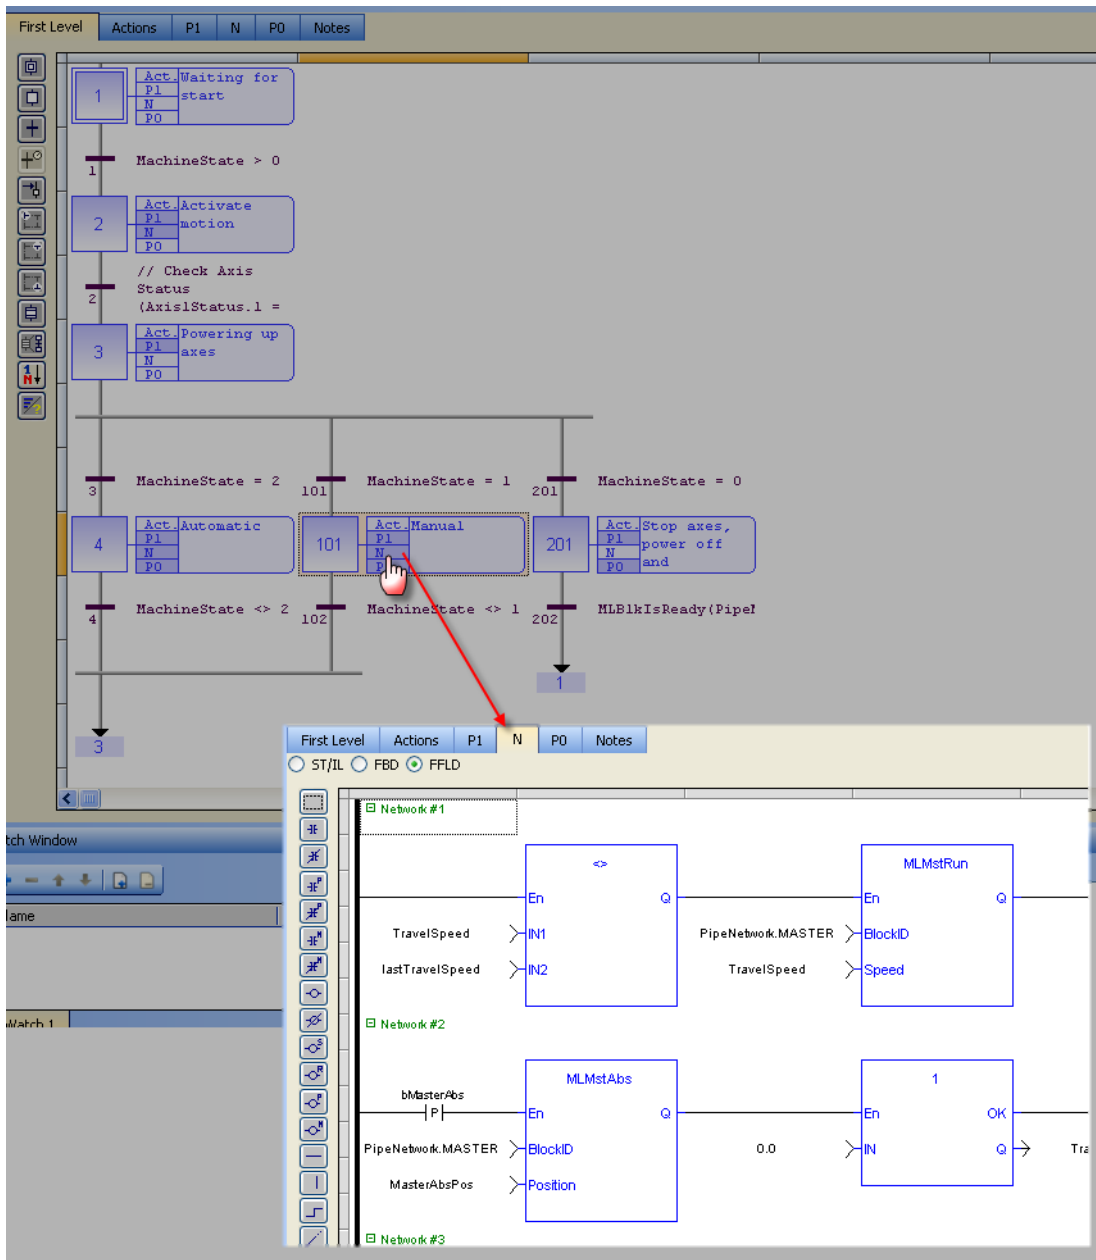 First Level Actions P1 N P0 Notes
1
Act. Waiting for
P1 start
N
P0
1 MachineState > 0
2
Act. Activate
P1 motion
N
P0
// Check Axis
2 Status
(Axis1Status.1 =
3
Act. Powering up
P1 axes
N
P0
3 MachineState = 2
101 MachineState = 1
201 MachineState = 0
4
Act. Automatic
P1
N
P0
101
Act. Manual
P1
N
201
Act. Stop axes,
P1 power off
N and
P0
4 MachineState <> 2
102 MachineState <> 1
202 MLBlkIsReady(Pipe
1
3
tch Window
ame
Watch 1
First Level Actions P1 N P0 Notes
ST/IL FBD FFLD
Network #1
<>
En Q
TravelSpeed IN1
lastTravelSpeed IN2
MLMstRun
En Q
PipeNetwork.MASTER BlockID
TravelSpeed Speed
Network #2
bMasterAbs
P
MLMstAbs
En Q
PipeNetwork.MASTER BlockID
MasterAbsPos Position
1
En OK
0.0 IN Q Tra
Network #3